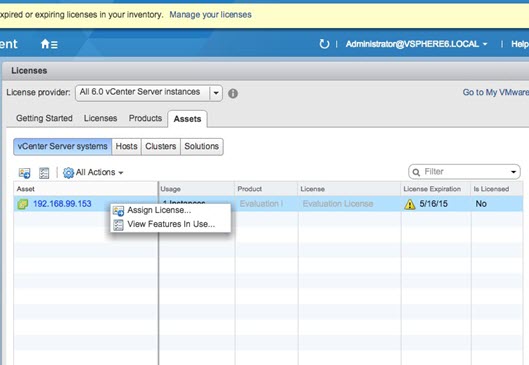 xpired or expiring licenses in your inventory. Manage your licenses
ent Administrator@VSPHERE6.LOCAL Help
Licenses
License provider: All 6.0 vCenter Server instances Go to My VMware
Getting Started Licenses Products Assets
vCenter Server systems Hosts Clusters Solutions
All Actions Filter
Asset Usage Product License License Expiration Is Licensed
192.168.99.153 1 Instances Evaluation l Evaluation License 5/16/15 No
Assign License...
View Features In Use...